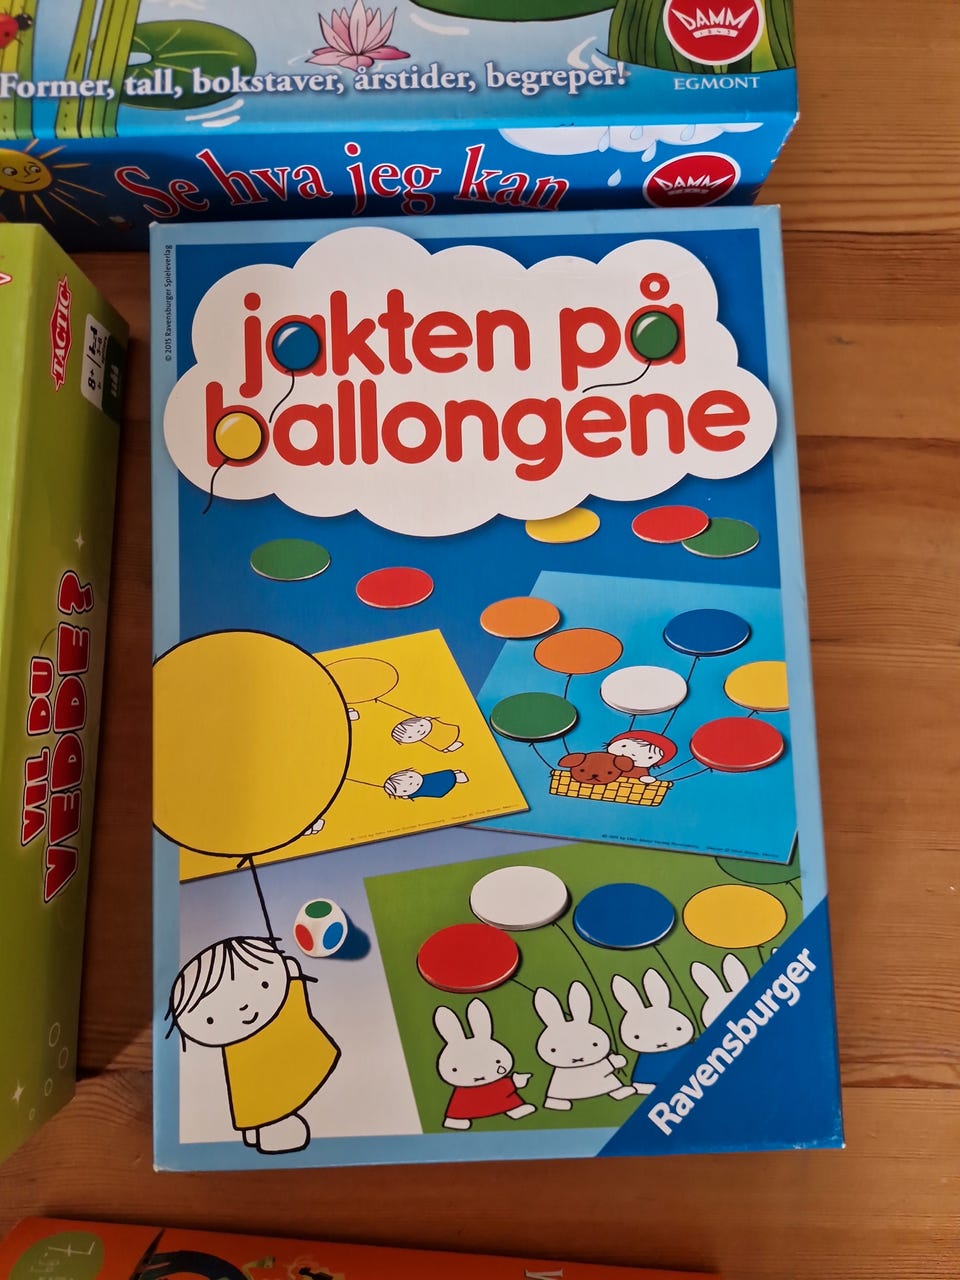 DAMM
1845
EGMONT
Former, tall, bokstaver, årstider, begreper!
Se hva jeg kan
DAMM
TACTIC
8+
VIL DU
VEDDE?
© 2015 Ravensburger Spieleverlag
jakten på
ballongene
Ravensburger